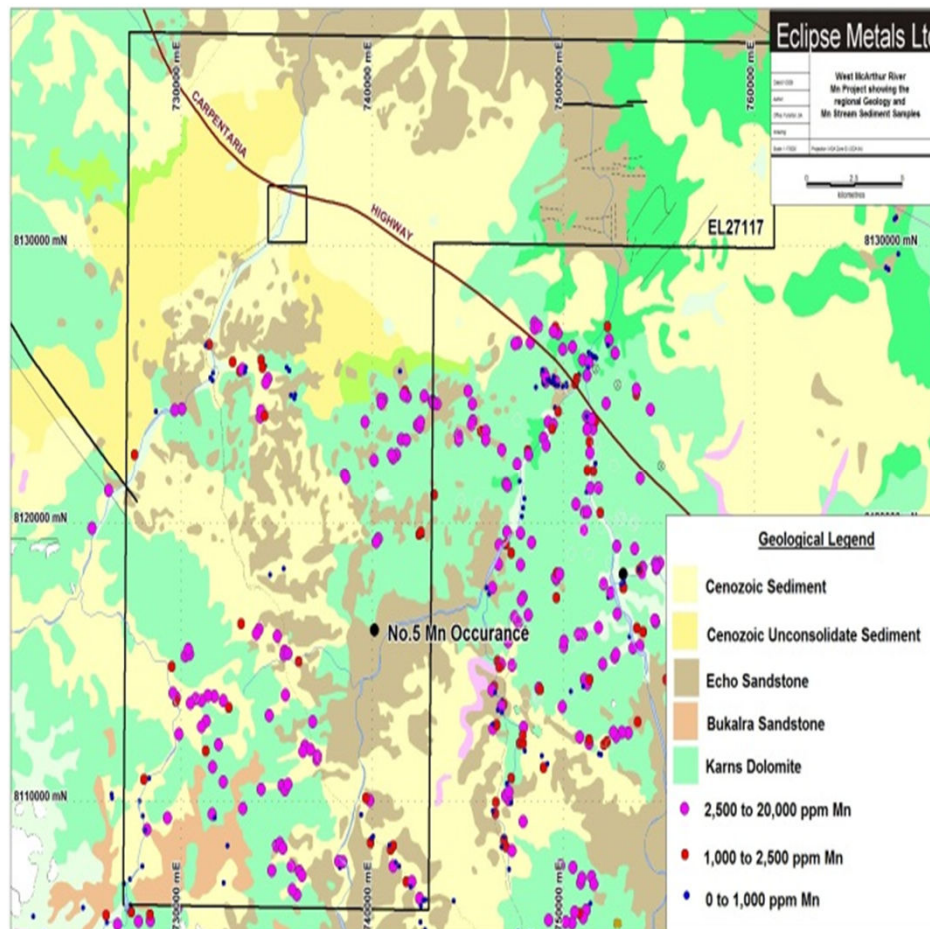 Eclipse Metals Lt
West McArthur River
Mn Project showing the
regional Geology and
Mn Stream Sediment Samples
kilometres
730000 mE
740000 mE
750000 mE
760000 mE
CARPENTARIA
HIGHWAY
EL27117
8130000 mN
8130000 mN
8120000 mN
No.5 Mn Occurance
8110000 mN
730000 mE
740000 mE
750000 mE
Geological Legend
Cenozoic Sediment
Cenozoic Unconsolidate Sediment
Echo Sandstone
Bukalra Sandstone
Karns Dolomite
2,500 to 20,000 ppm Mn
1,000 to 2,500 ppm Mn
0 to 1,000 ppm Mn